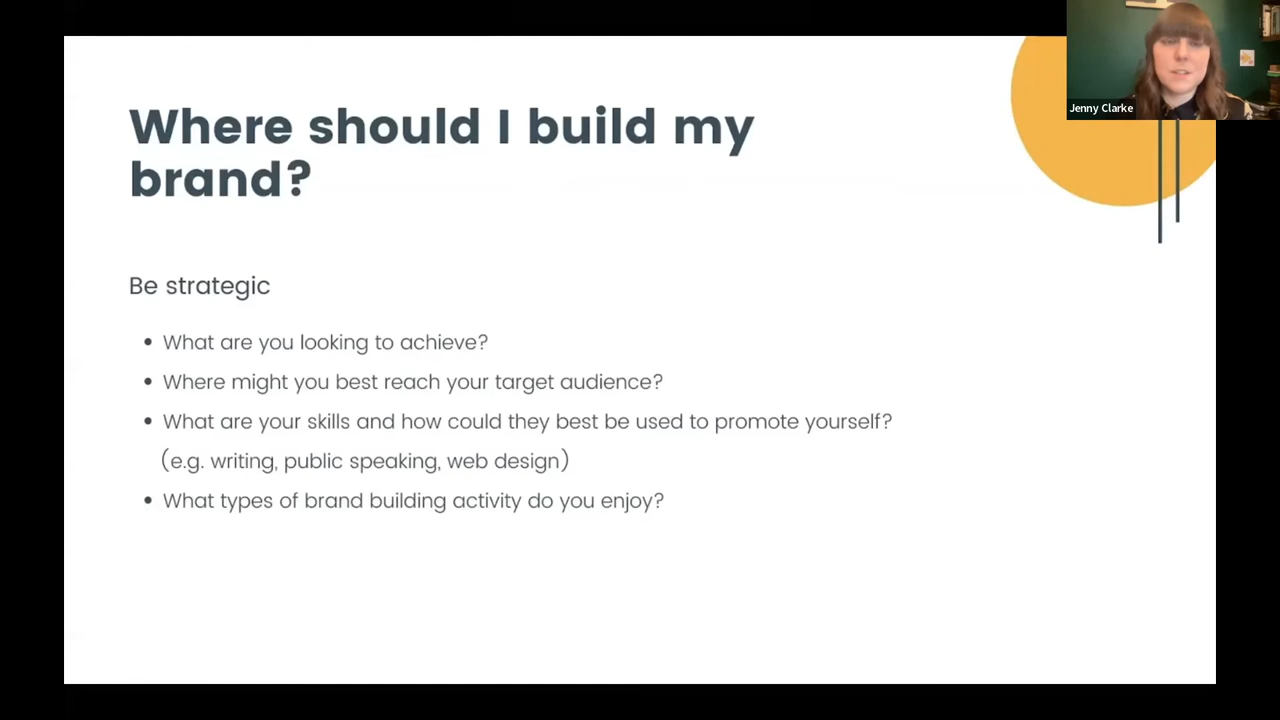 Where should I build my
brand?
Jenny Clarke
Be strategic
• What are you looking to achieve?
• Where might you best reach your target audience?
• What are your skills and how could they best be used to promote yourself?
(e.g. writing, public speaking, web design)
• What types of brand building activity do you enjoy?